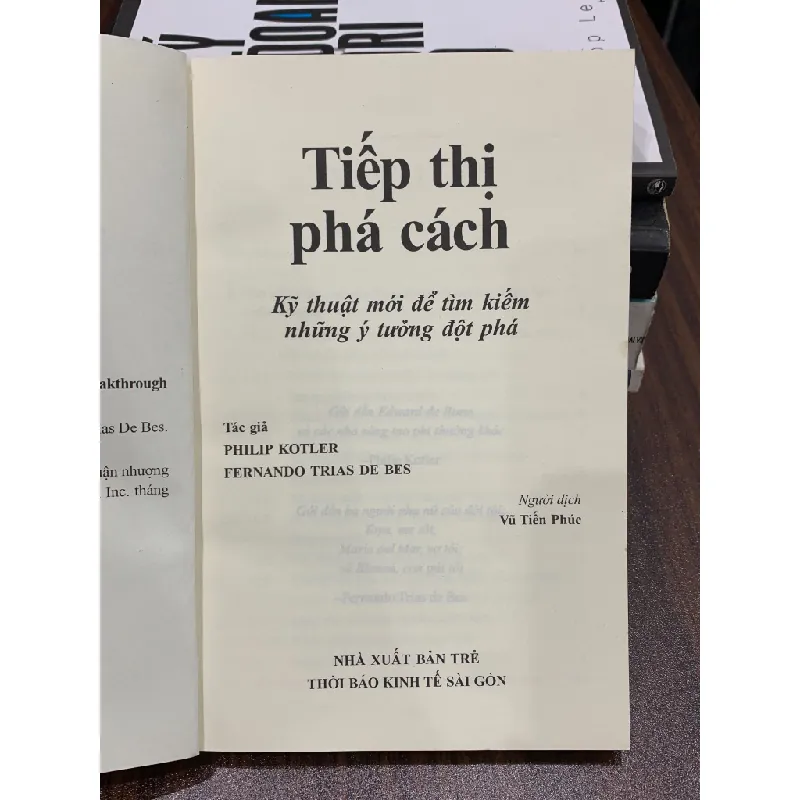 akthrough
as De Bes.
ận nhượng
Inc. tháng
Tiếp thị
phá cách
Kỹ thuật mới để tìm kiếm
những ý tưởng đột phá
Tác giả
PHILIP KOTLER
FERNANDO TRIAS DE BES
Người dịch
Vũ Tiến Phúc
NHÀ XUẤT BẢN TRẺ
THỜI BÁO KINH TẾ SÀI GÒN